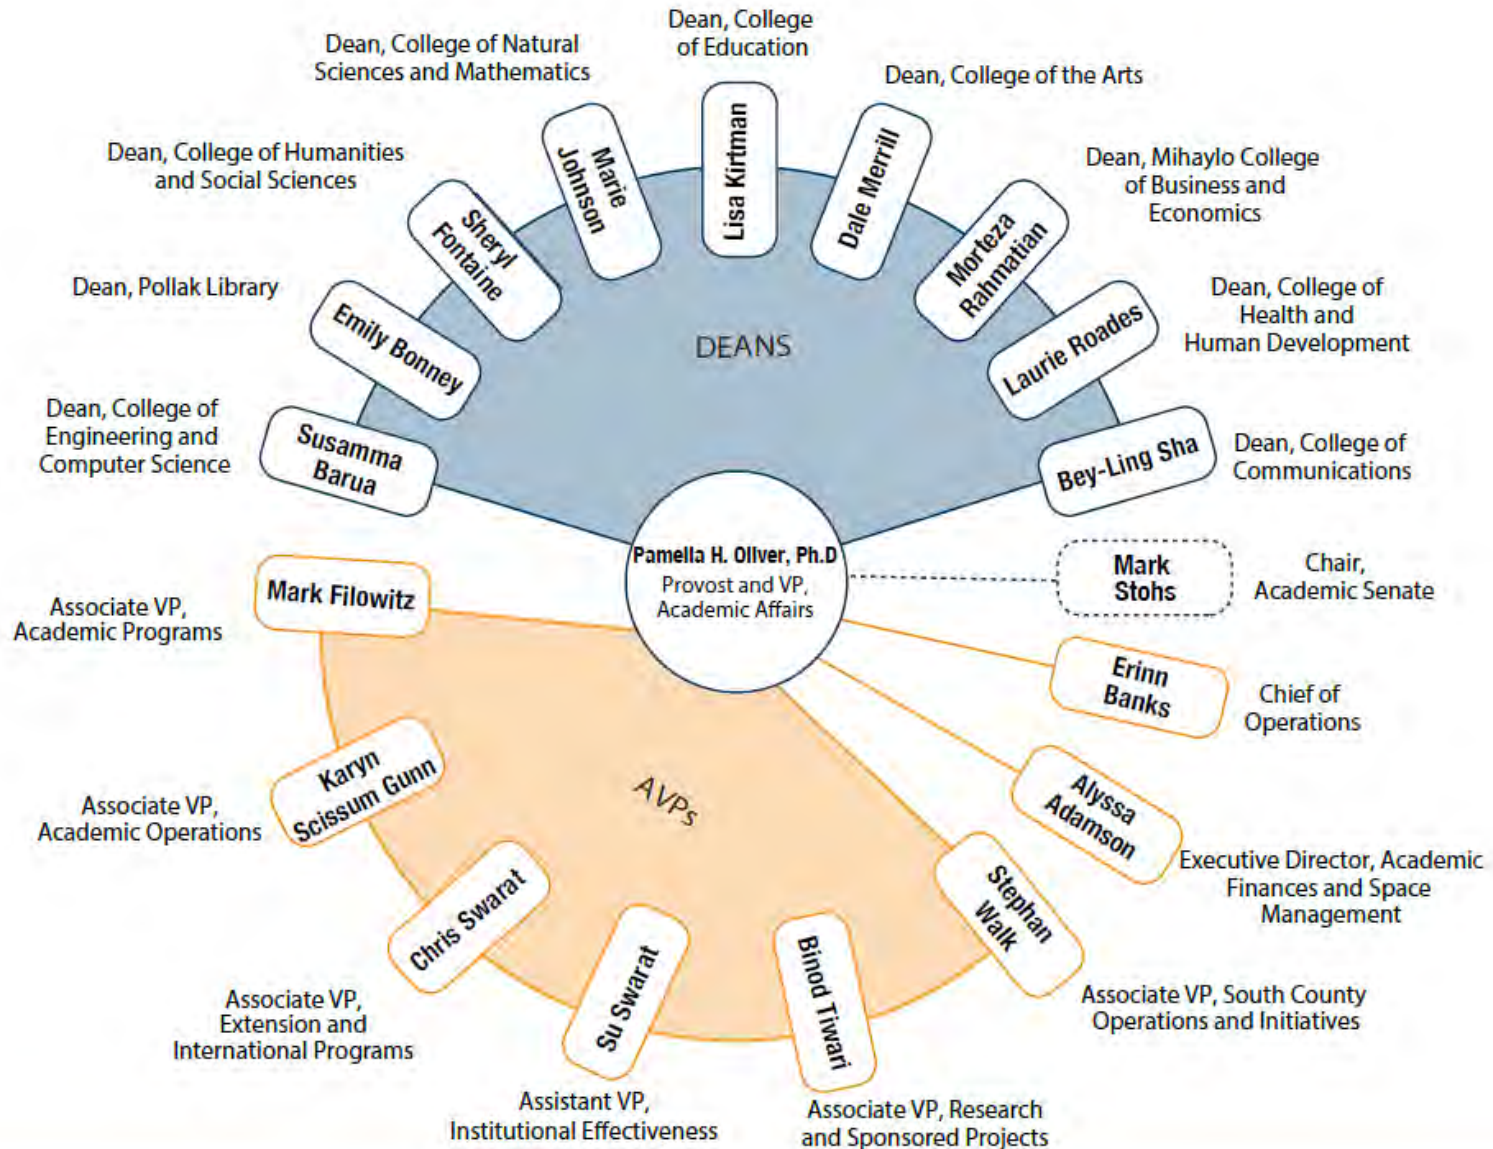 Dean, College
of Education
Dean, College of Natural
Sciences and Mathematics
Dean, College of the Arts
Lisa Kirtman
Marie
Johnson
Dale Merrill
Dean, College of Humanities
and Social Sciences
Sheryl
Fontaine
Dean, Mihaylo College
of Business and
Economics
Morteza
Rahmatian
Dean, Pollak Library
Emily Bonney
Dean, College of
Health and
Human Development
Laurie Roades
DEANS
Dean, College of
Engineering and
Computer Science
Susamma
Barua
Bey-Ling Sha
Dean, College of
Communications
Pamella H. Oliver, Ph.D
Provost and VP,
Academic Affairs
Mark
Stohs
Chair,
Academic Senate
Associate VP,
Academic Programs
Mark Filowitz
Erinn
Banks
Chief of
Operations
Associate VP,
Academic Operations
Karyn
Scissum Gunn
AVPs
Alyssa
Adamson
Executive Director, Academic
Finances and Space
Management
Chris Swarat
Associate VP,
Extension and
International Programs
Su Swarat
Assistant VP,
Institutional Effectiveness
Binod Tiwari
Associate VP, Research
and Sponsored Projects
Stephan
Walk
Associate VP, South County
Operations and Initiatives